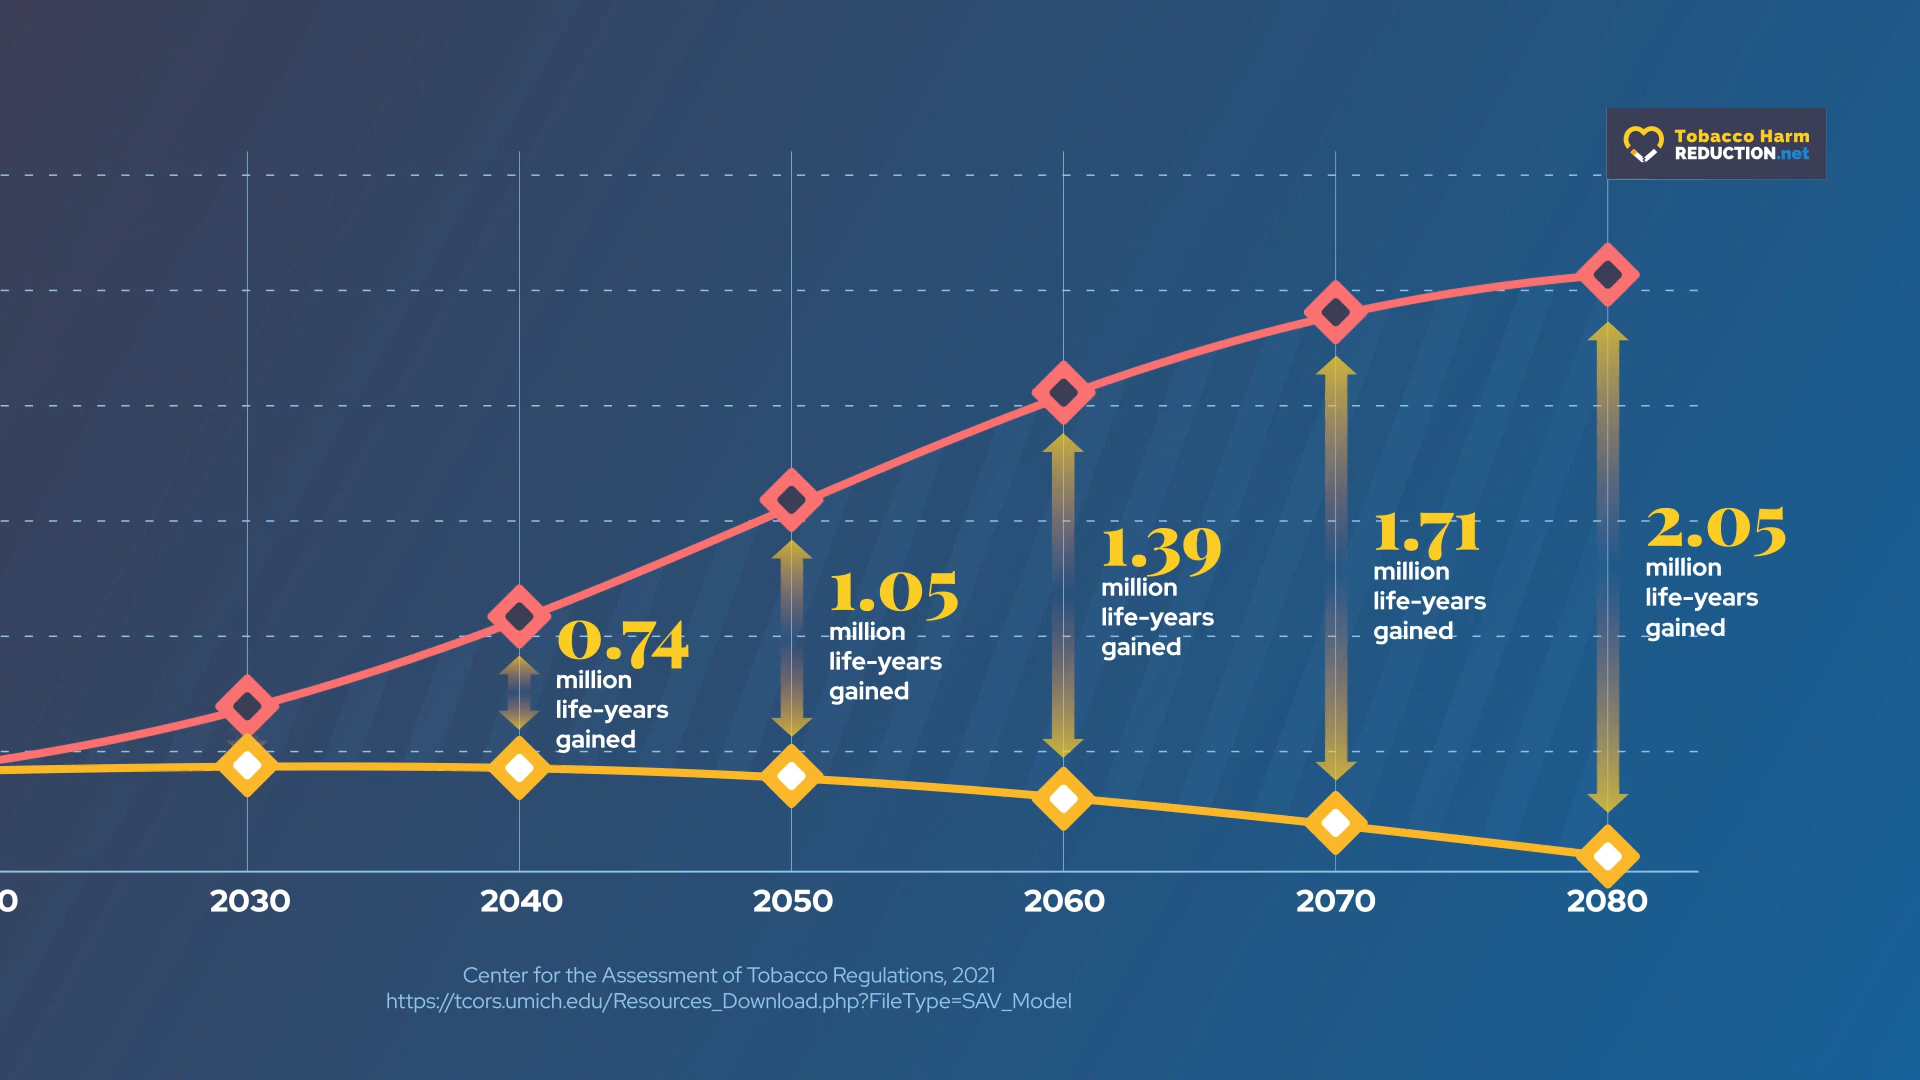 Tobacco Harm
REDUCTION.net
2.05
million
life-years
gained
1.71
million
life-years
gained
1.39
million
life-years
gained
1.05
million
life-years
gained
0.74
million
life-years
gained
0
2030
2040
2050
2060
2070
2080
Center for the Assessment of Tobacco Regulations, 2021
https://tcors.umich.edu/Resources_Download.php?FileType=SAV_Model